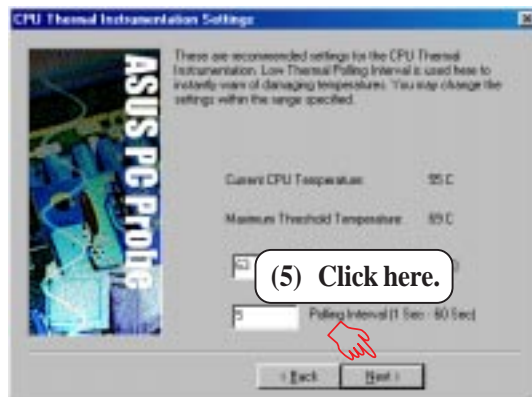 CPU Thermal Instrumentation Settings
ASUS PC Probe
These are recommended settings for the CPU Thermal
Instrumentation. Low Thermal Polling Interval is used here to
instantly warn of damaging temperatures. You may change the
settings within the range specified.
Current CPU Temperature:
Maximum Threshold Temperature: 69 C
(5) Click here.
5 Polling Interval (1 Sec - 60 Sec)
< Back Next >